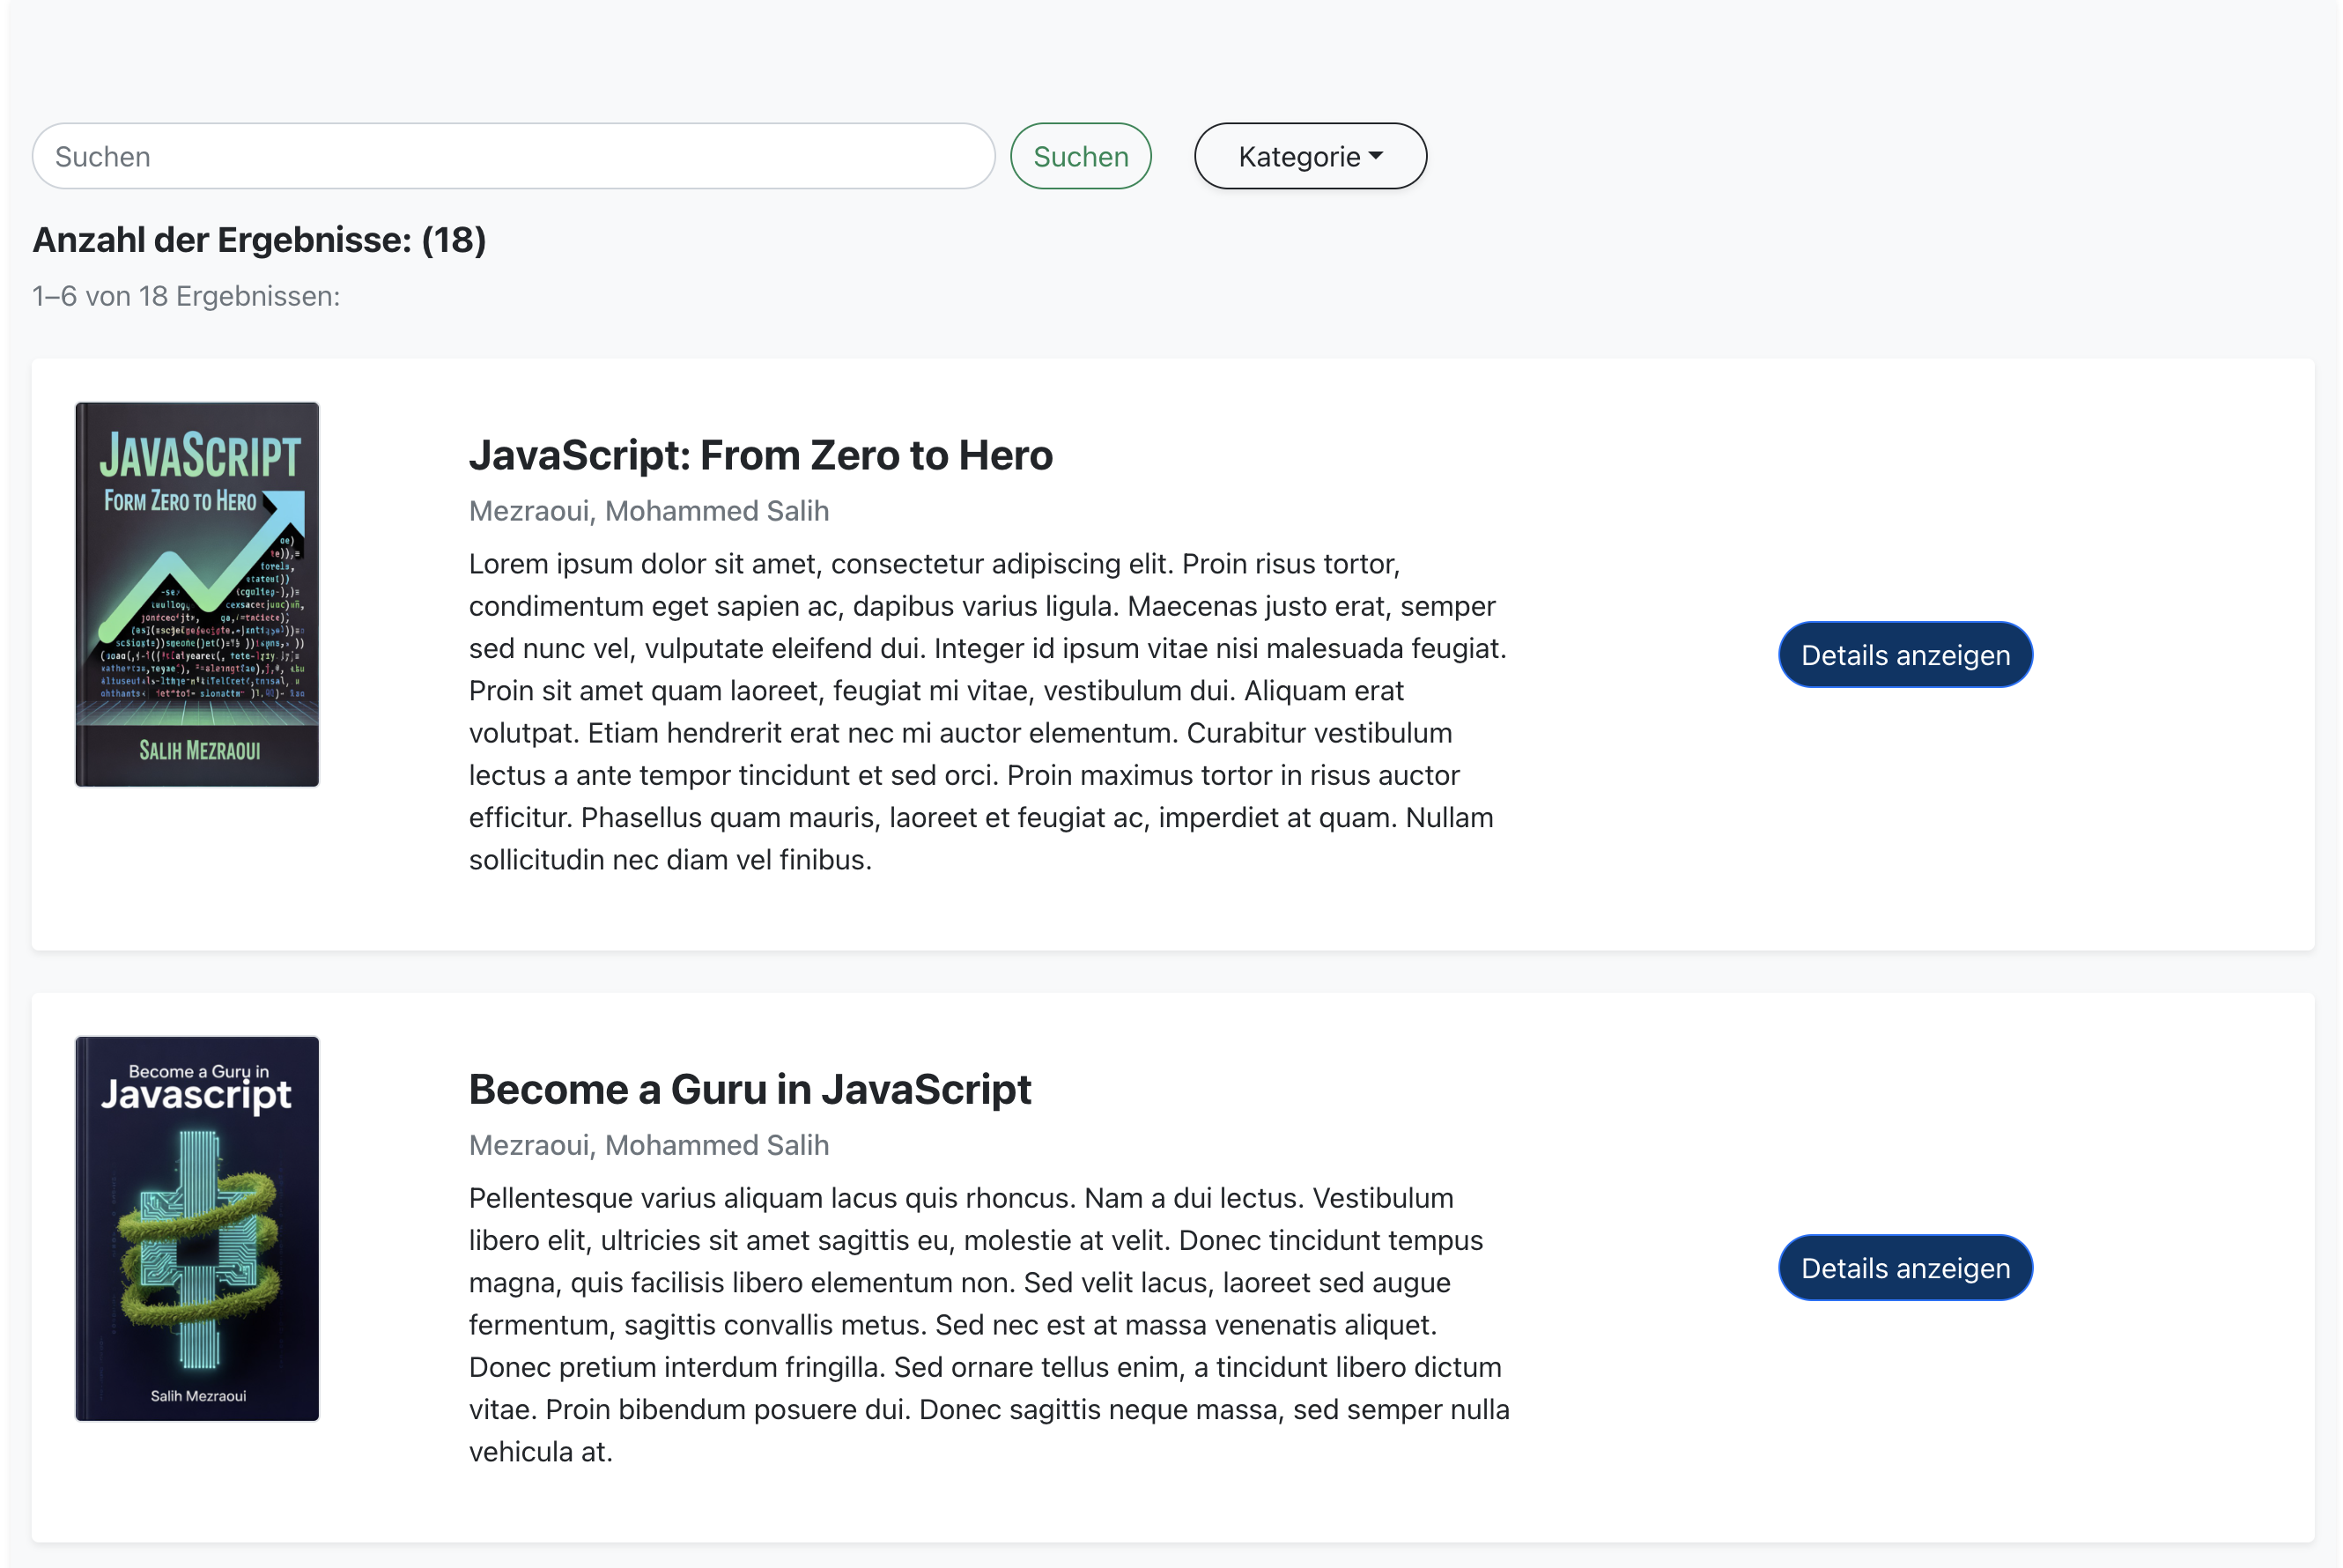 Suchen
Suchen
Kategorie
Anzahl der Ergebnisse: (18)
1–6 von 18 Ergebnissen:
JAVASCRIPT
FORM ZERO TO HERO
SALIH MEZRAOUI
JavaScript: From Zero to Hero
Mezraoui, Mohammed Salih
Lorem ipsum dolor sit amet, consectetur adipiscing elit. Proin risus tortor,
condimentum eget sapien ac, dapibus varius ligula. Maecenas justo erat, semper
sed nunc vel, vulputate eleifend dui. Integer id ipsum vitae nisi malesuada feugiat.
Proin sit amet quam laoreet, feugiat mi vitae, vestibulum dui. Aliquam erat
volutpat. Etiam hendrerit erat nec mi auctor elementum. Curabitur vestibulum
lectus a ante tempor tincidunt et sed orci. Proin maximus tortor in risus auctor
efficitur. Phasellus quam mauris, laoreet et feugiat ac, imperdiet at quam. Nullam
sollicitudin nec diam vel finibus.
Details anzeigen
Become a Guru in
Javascript
Salih Mezraoui
Become a Guru in JavaScript
Mezraoui, Mohammed Salih
Pellentesque varius aliquam lacus quis rhoncus. Nam a dui lectus. Vestibulum
libero elit, ultricies sit amet sagittis eu, molestie at velit. Donec tincidunt tempus
magna, quis facilisis libero elementum non. Sed velit lacus, laoreet sed augue
fermentum, sagittis convallis metus. Sed nec est at massa venenatis aliquet.
Donec pretium interdum fringilla. Sed ornare tellus enim, a tincidunt libero dictum
vitae. Proin bibendum posuere dui. Donec sagittis neque massa, sed semper nulla
vehicula at.
Details anzeigen